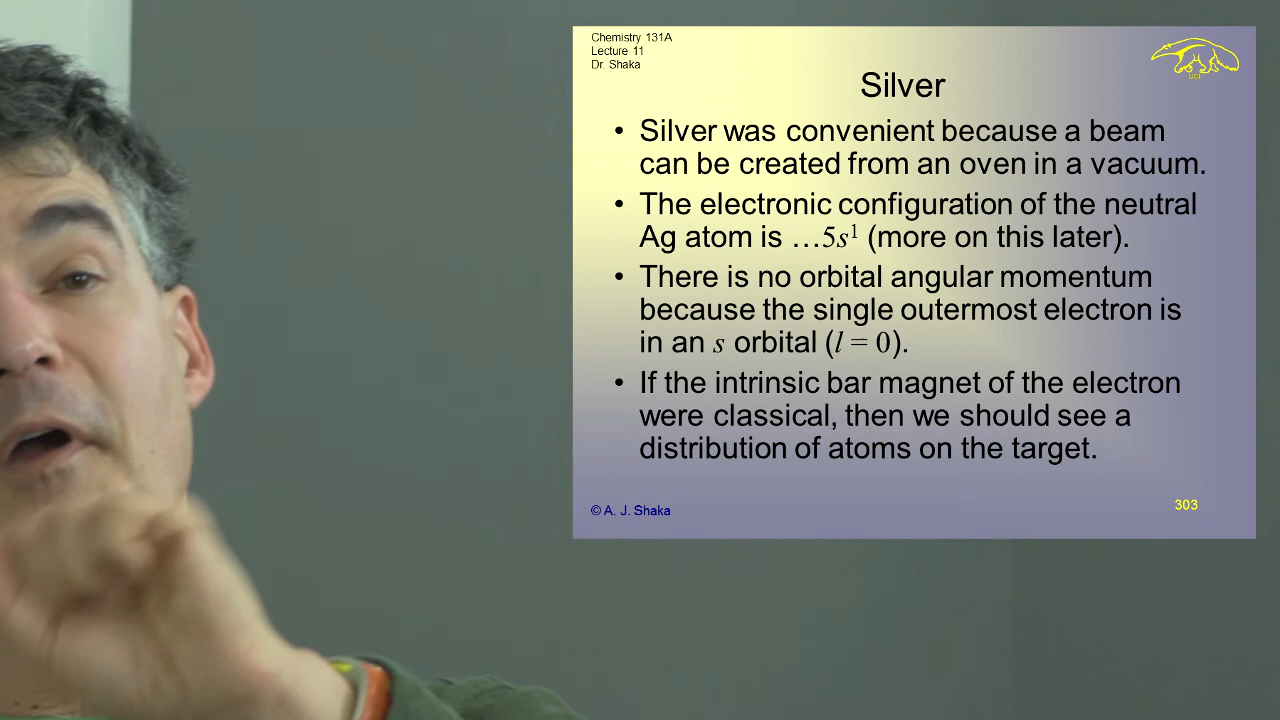 Chemistry 131A
Lecture 11
Dr. Shaka
UCI
Silver
• Silver was convenient because a beam
can be created from an oven in a vacuum.
• The electronic configuration of the neutral
Ag atom is …5s¹ (more on this later).
• There is no orbital angular momentum
because the single outermost electron is
in an s orbital (l = 0).
• If the intrinsic bar magnet of the electron
were classical, then we should see a
distribution of atoms on the target.
© A. J. Shaka
303